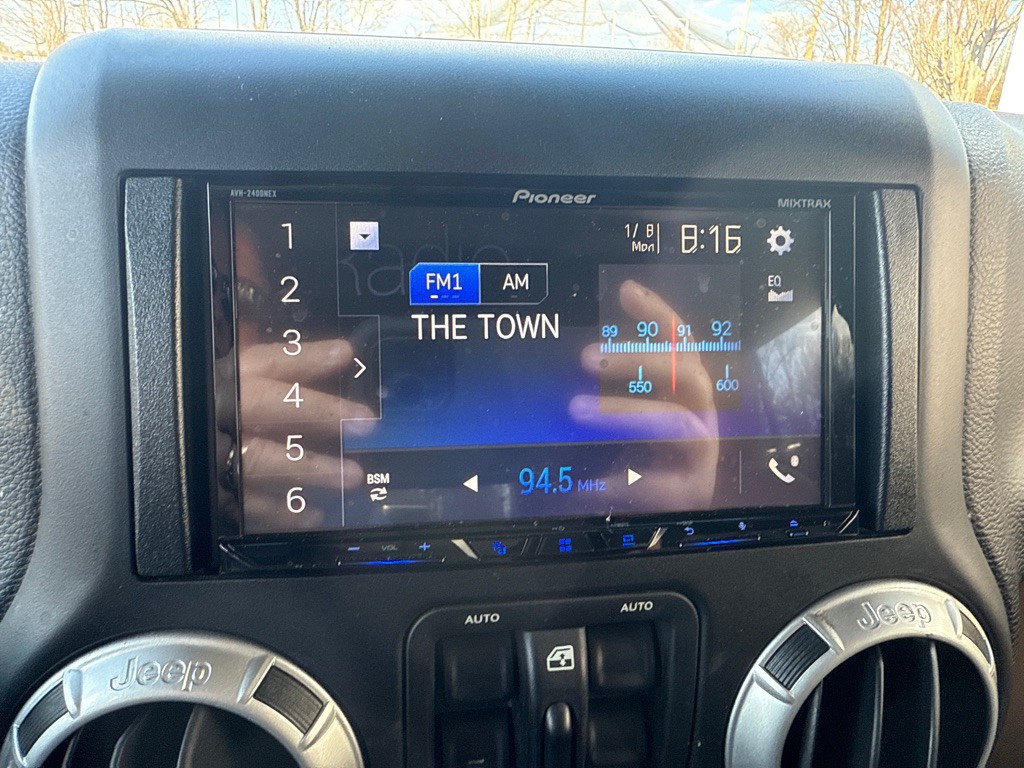 AVH-2400NEX
Pioneer
MIXTRAX
1
1/ 8
Mon
8:16
Radio
FM1
AM
EQ
2
THE TOWN
3
89 90 91 92
550 600
4
5
BSM
94.5 MHz
6
- VOL +
AUTO
AUTO
Jeep
Jeep